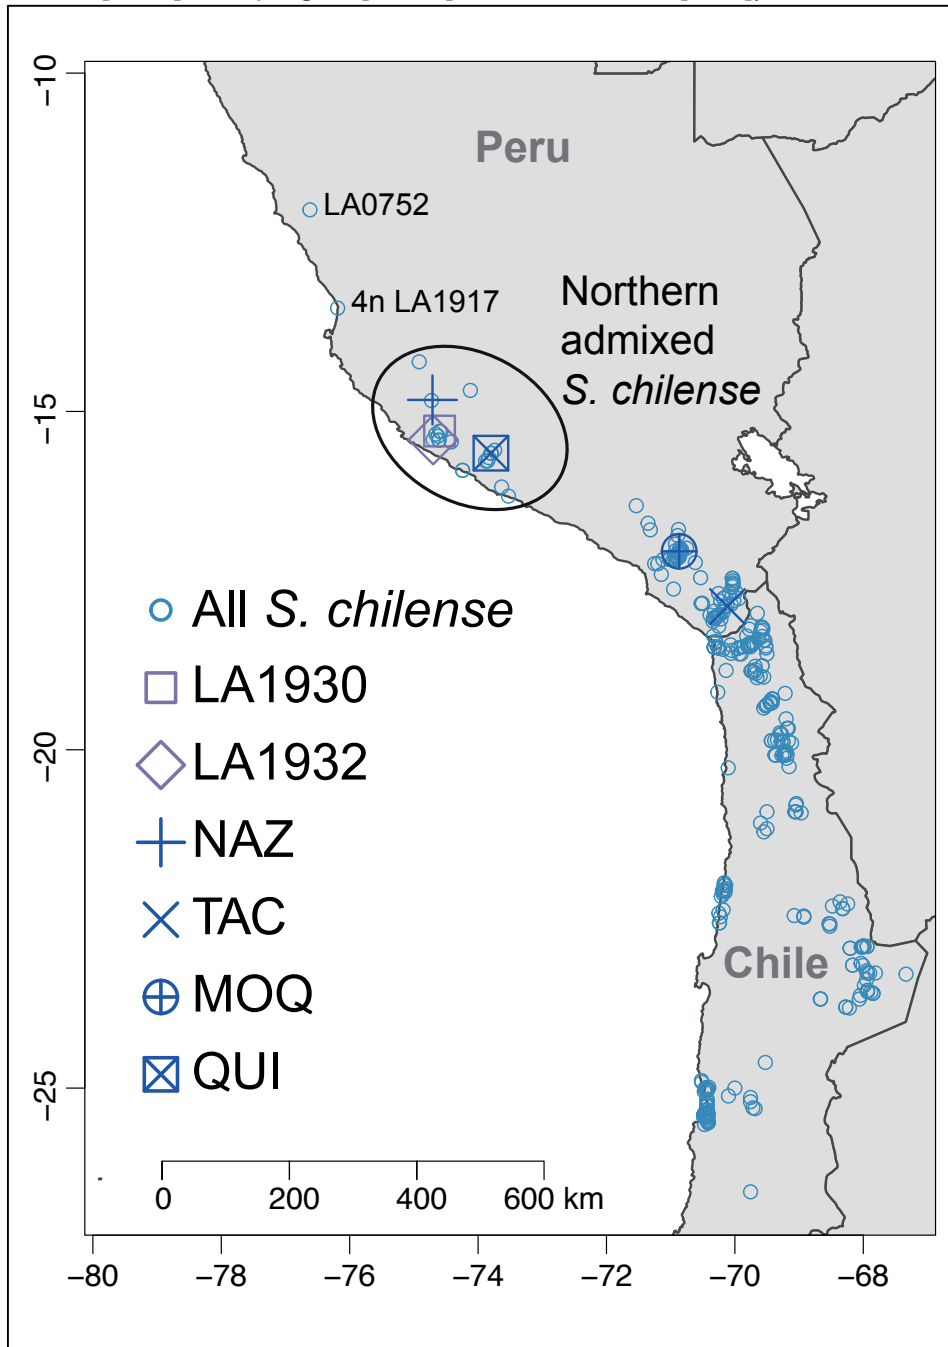 -10
Peru
LA0752
4n LA1917
Northern
admixed
S. chilense
-15
All S. chilense
LA1930
LA1932
-20
NAZ
TAC
Chile
MOQ
QUI
-25
0 200 400 600 km
-80 -78 -76 -74 -72 -70 -68